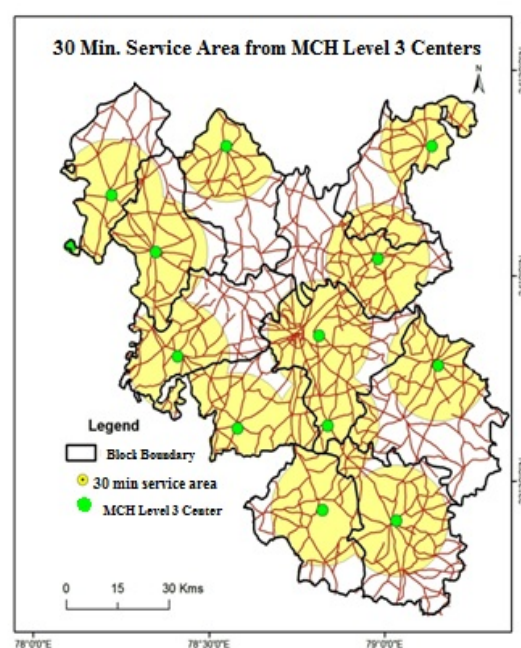 30 Min. Service Area from MCH Level 3 Centers
N
Legend
Block Boundary
30 min service area
MCH Level 3 Center
0 15 30 Kms
78°0'0"E 78°30'0"E 79°0'0"E